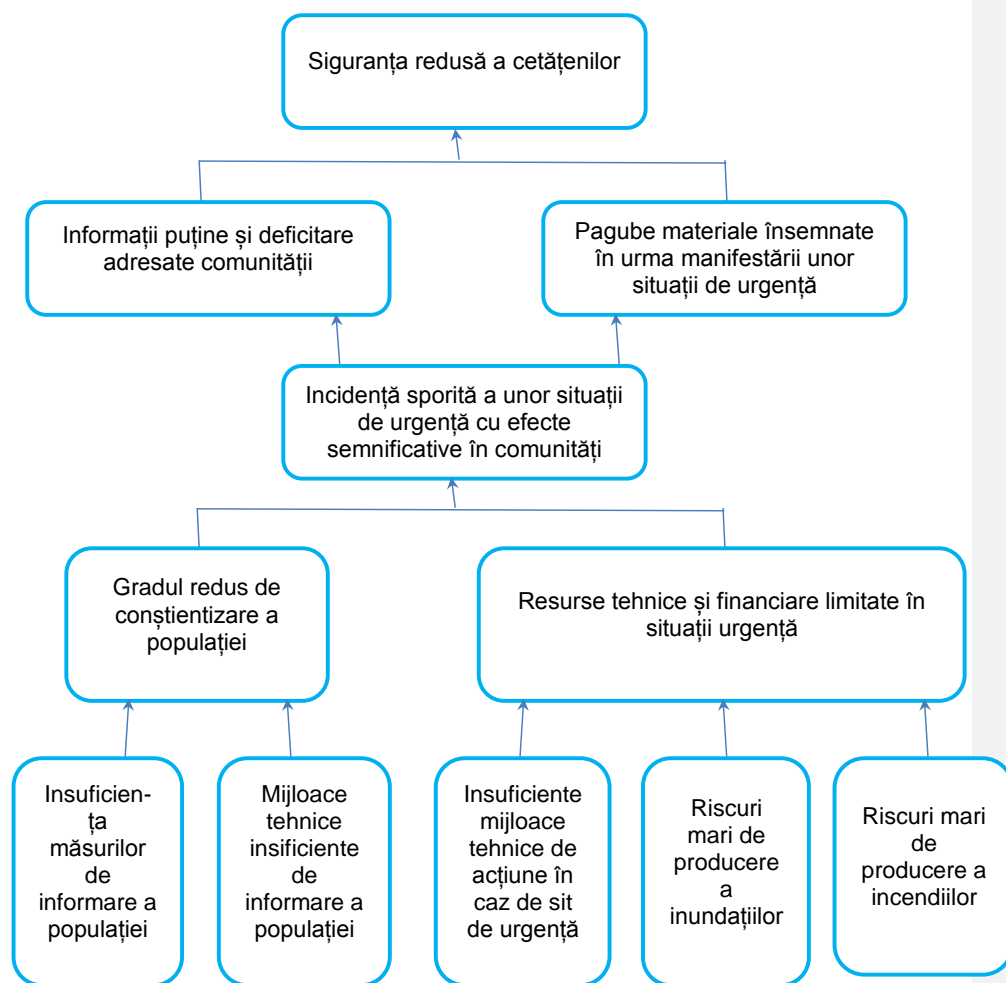 Siguranța redusă a cetățenilor
Informații puține și deficitare
adresate comunității
Pagube materiale însemnate
în urma manifestării unor
situații de urgență
Incidență sporită a unor situații
de urgență cu efecte
semnificative în comunități
Gradul redus de
conștientizare a
populației
Resurse tehnice și financiare limitate în
situații urgență
Insuficien-
ța
măsurilor
de
informare a
populației
Mijloace
tehnice
insificiente
de
informare a
populației
Insuficiente
mijloace
tehnice de
acțiune în
caz de sit
de urgență
Riscuri
mari de
producere
a
inundațiilor
Riscuri mari
de
producere a
incendiilor